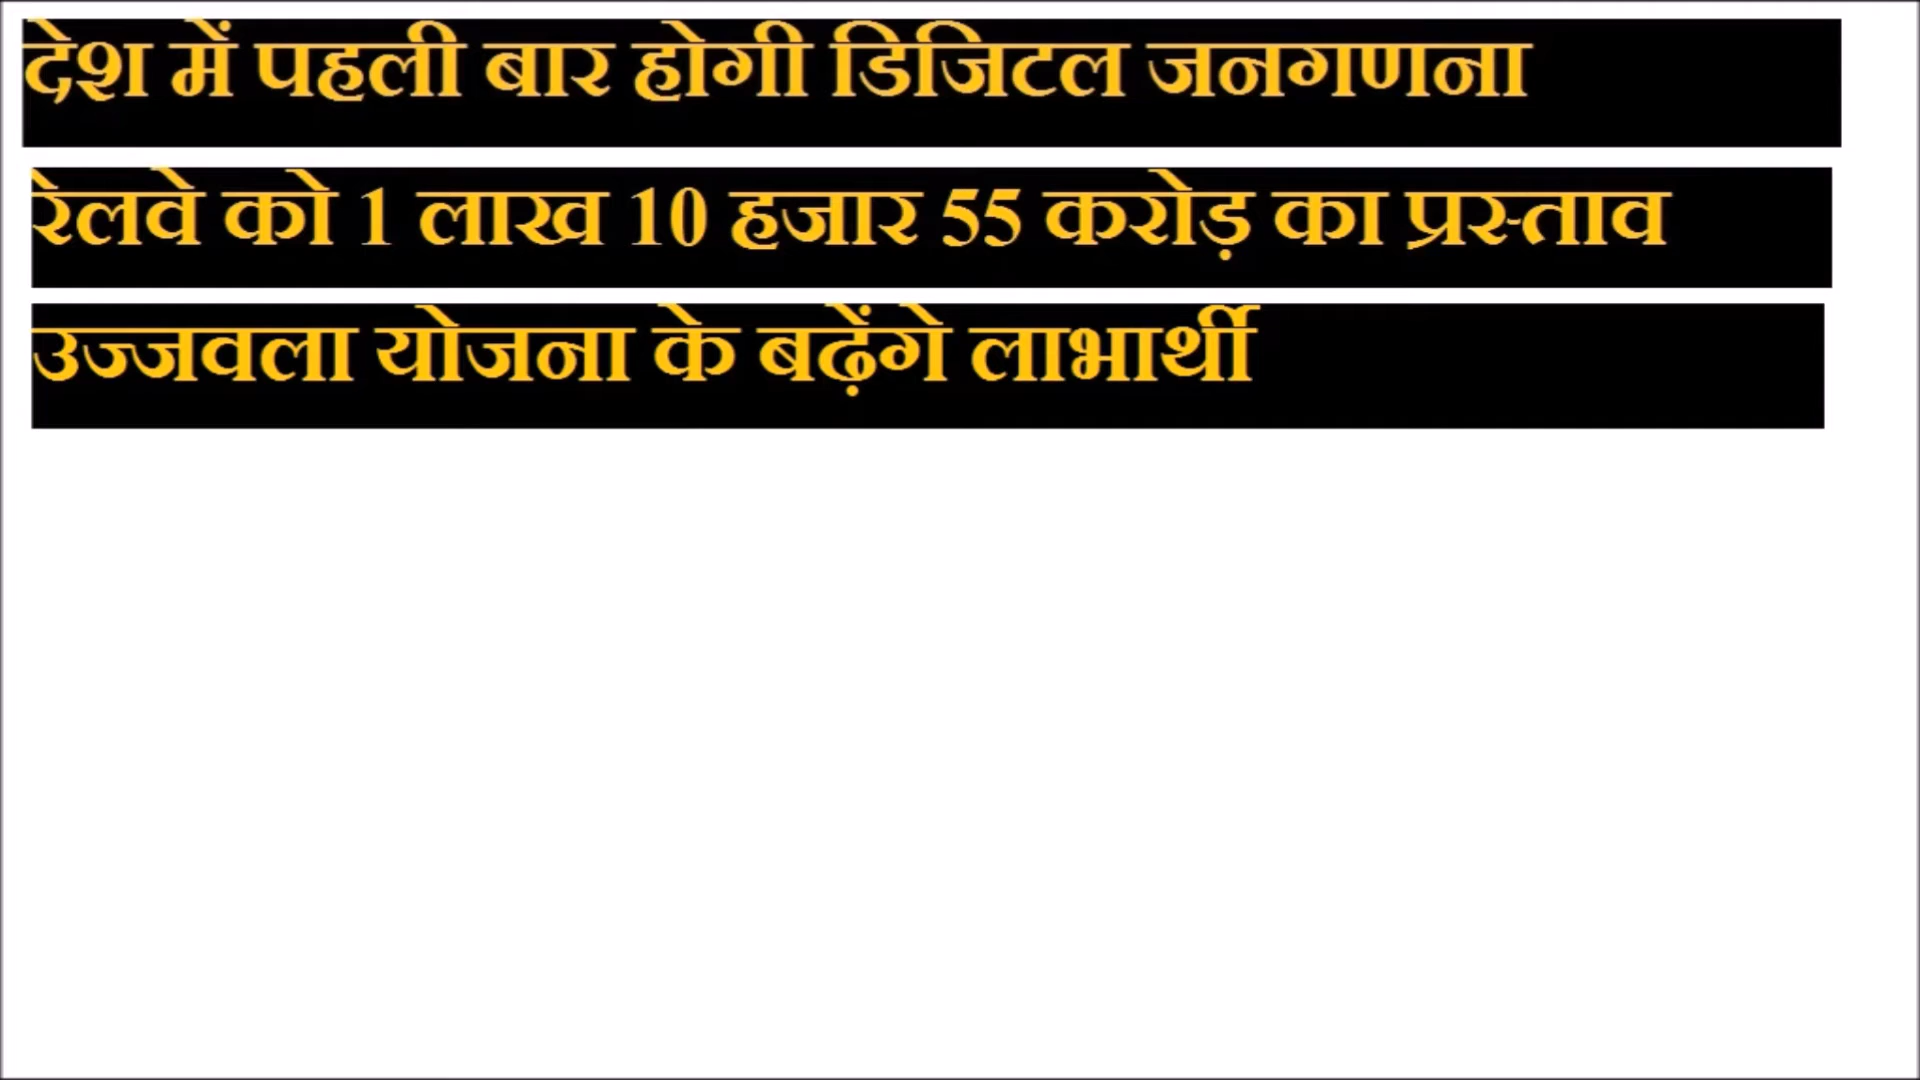 देश में पहली बार होगी डिजिटल जनगणना
रेलवे को 1 लाख 10 हजार 55 करोड़ का प्रस्ताव
उज्जवला योजना के बढ़ेंगे लाभार्थी